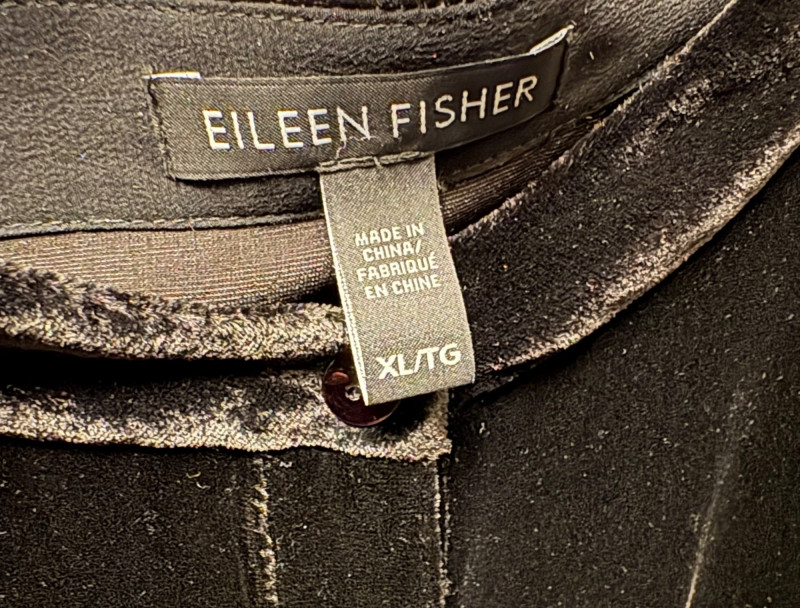 EILEEN FISHER
MADE IN
CHINA/
FABRIQUÉ
EN CHINE
XL/TG